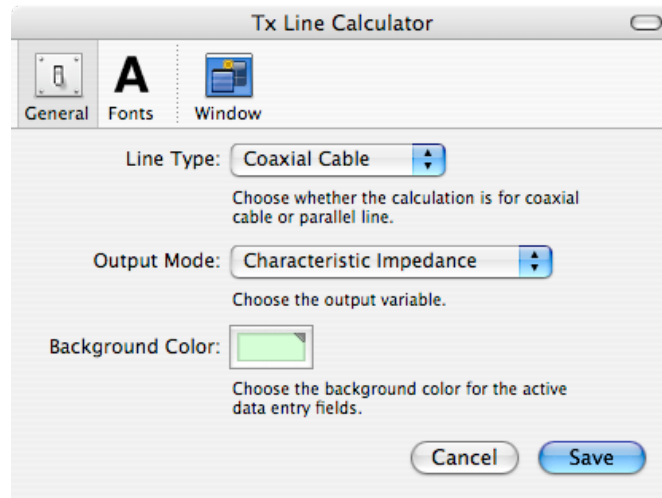 Tx Line Calculator
A
General Fonts Window
Line Type: Coaxial Cable
Choose whether the calculation is for coaxial
cable or parallel line.
Output Mode: Characteristic Impedance
Choose the output variable.
Background Color:
Choose the background color for the active
data entry fields.
Cancel Save